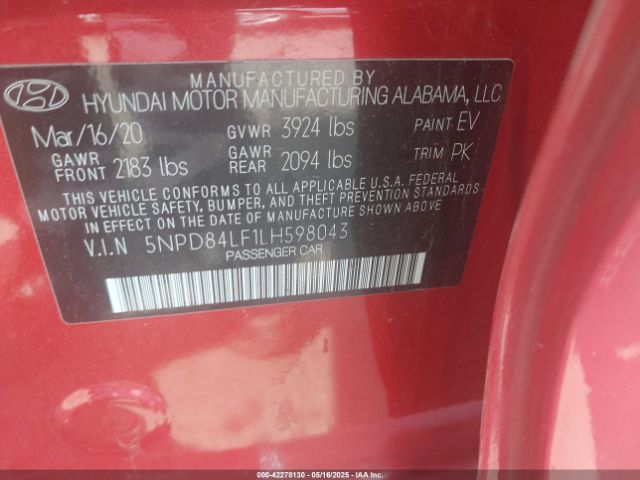 MANUFACTURED BY
HYUNDAI MOTOR MANUFACTURING ALABAMA, LLC
Mar/16/20 GVWR 3924 lbs PAINT EV
GAWR FRONT 2183 lbs GAWR REAR 2094 lbs TRIM PK
THIS VEHICLE CONFORMS TO ALL APPLICABLE U.S.A. FEDERAL
MOTOR VEHICLE SAFETY, BUMPER, AND THEFT PREVENTION STANDARDS
IN EFFECT ON THE DATE OF MANUFACTURE SHOWN ABOVE.
V.I.N 5NPD84LF1LH598043
PASSENGER CAR
000-42278130 - 05/16/2025 - IAAI.COM